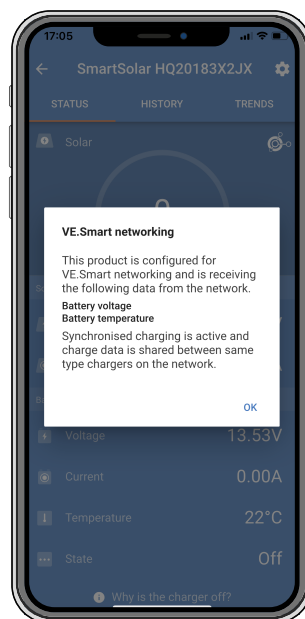 17:05
SmartSolar HQ20183X2JX
STATUS HISTORY TRENDS
Solar
VE.Smart networking
This product is configured for
VE.Smart networking and is receiving
the following data from the network.
Battery voltage
Battery temperature
Synchronised charging is active and
charge data is shared between same
type chargers on the network.
OK
Voltage 13.53V
Current 0.00A
Temperature 22°C
State Off
Why is the charger off?